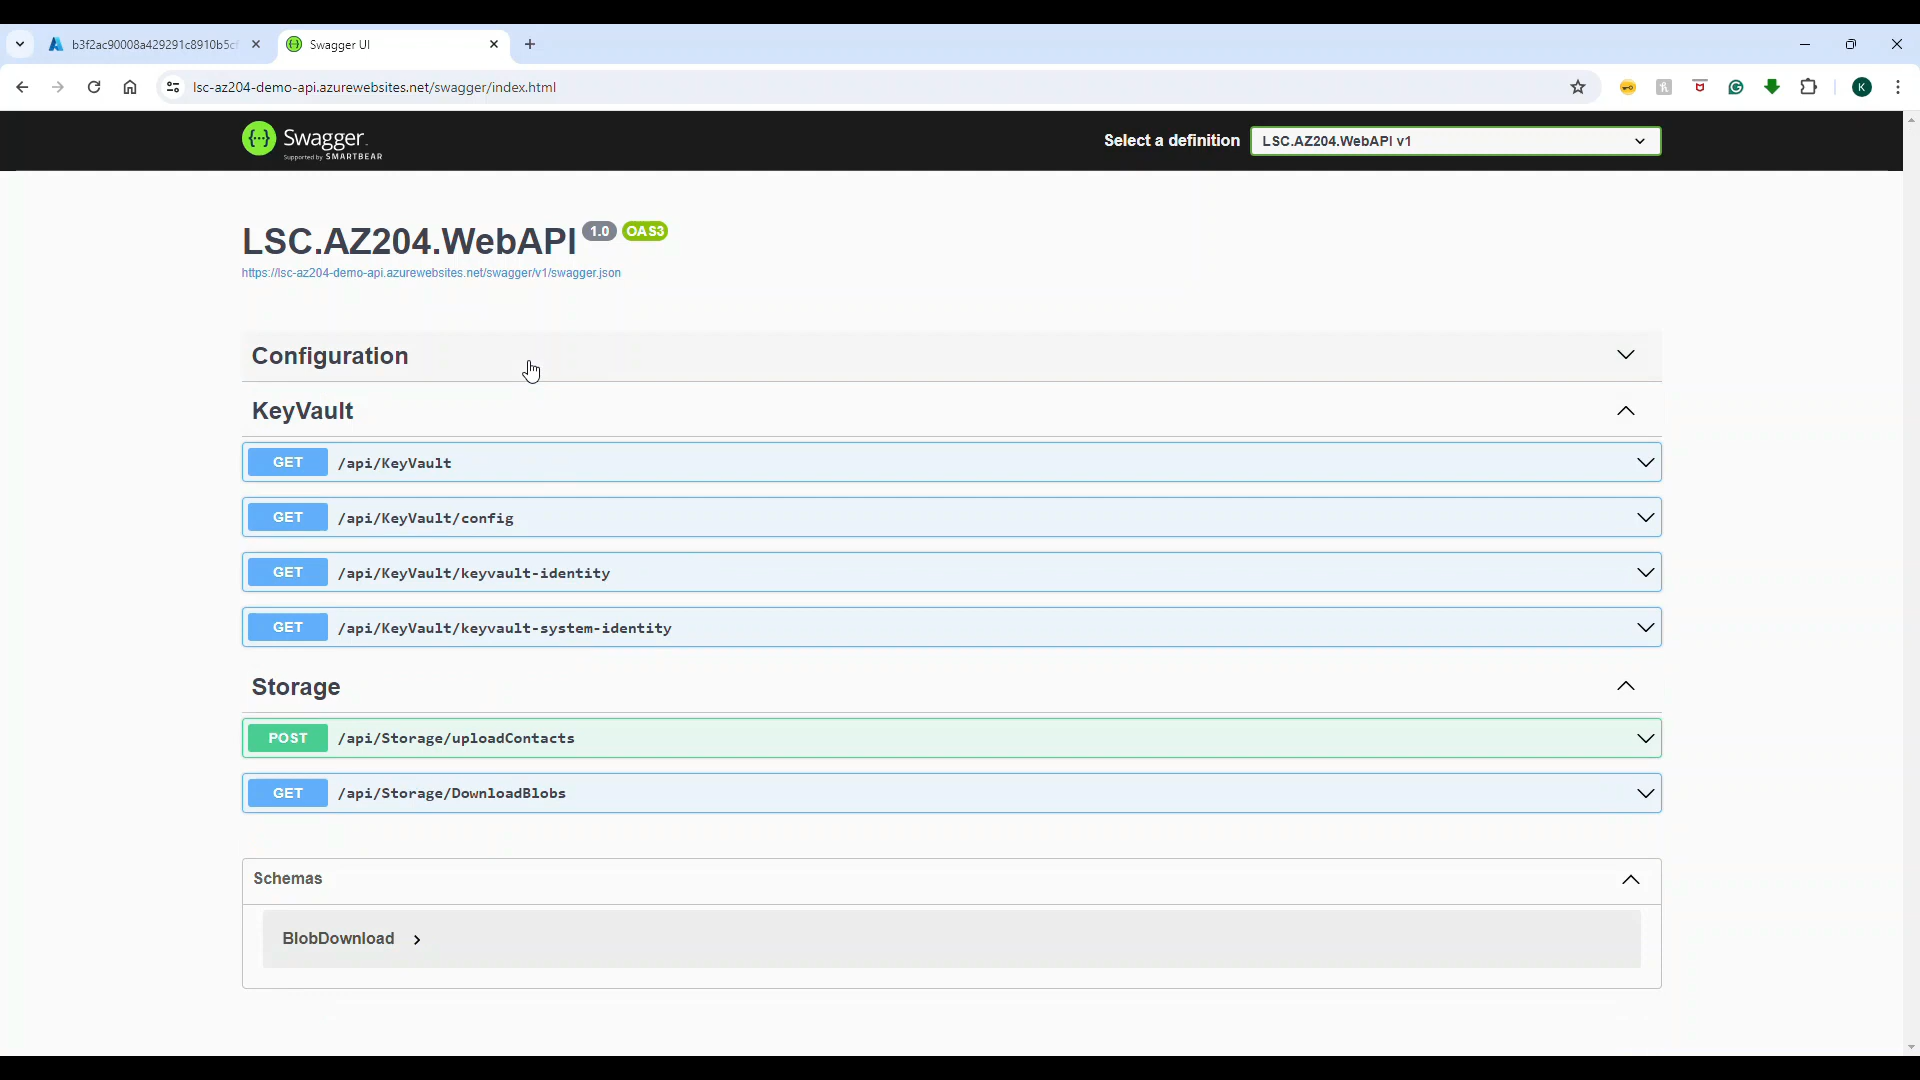 b3f2ac90008a429291c8910b5cf
Swagger UI
lsc-az204-demo-api.azurewebsites.net/swagger/index.html
K
Swagger
Supported by SMARTBEAR
Select a definition
LSC.AZ204.WebAPI v1
LSC.AZ204.WebAPI 1.0 OAS3
https://lsc-az204-demo-api.azurewebsites.net/swagger/v1/swagger.json
Configuration
KeyVault
GET /api/KeyVault
GET /api/KeyVault/config
GET /api/KeyVault/keyvault-identity
GET /api/KeyVault/keyvault-system-identity
Storage
POST /api/Storage/uploadContacts
GET /api/Storage/DownloadBlobs
Schemas
BlobDownload